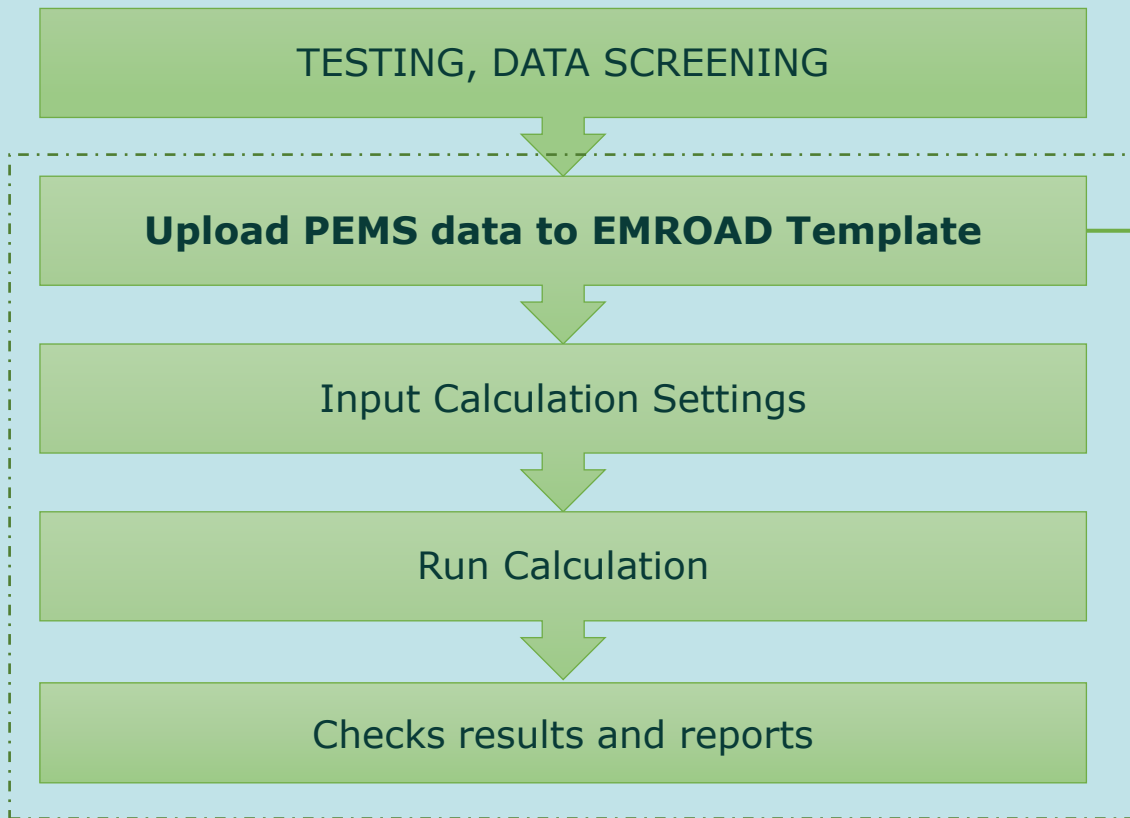 TESTING, DATA SCREENING
Upload PEMS data to EMROAD Template
Input Calculation Settings
Run Calculation
Checks results and reports